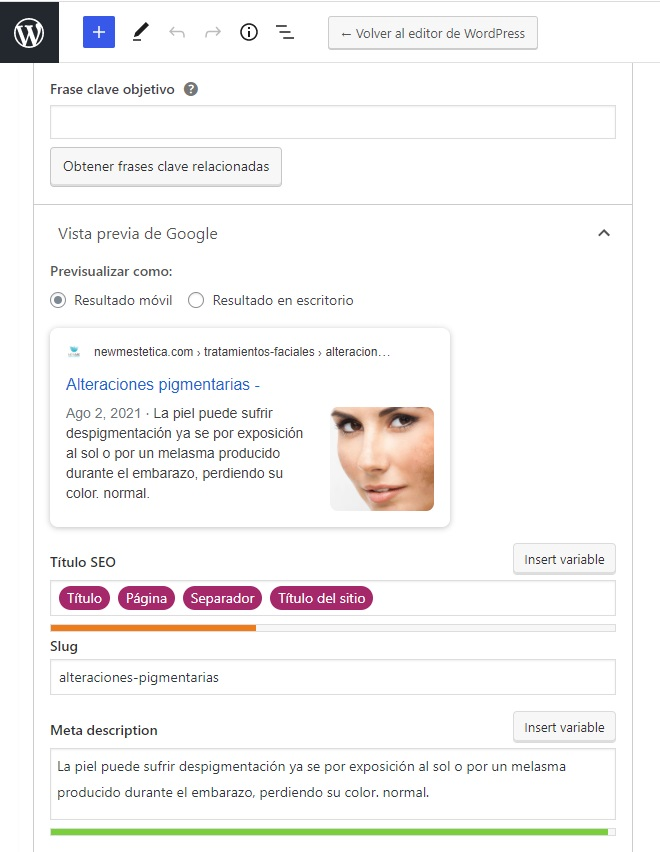 ← Volver al editor de WordPress
Frase clave objetivo ?
Obtener frases clave relacionadas
Vista previa de Google
Previsualizar como:
Resultado móvil Resultado en escritorio
newmestetica.com › tratamientos-faciales › alteracion…
Alteraciones pigmentarias -
Ago 2, 2021 · La piel puede sufrir
despigmentación ya se por exposición
al sol o por un melasma producido
durante el embarazo, perdiendo su
color. normal.
Título SEO Insert variable
Título Página Separador Título del sitio
Slug
alteraciones-pigmentarias
Meta description Insert variable
La piel puede sufrir despigmentación ya se por exposición al sol o por un melasma
producido durante el embarazo, perdiendo su color. normal.